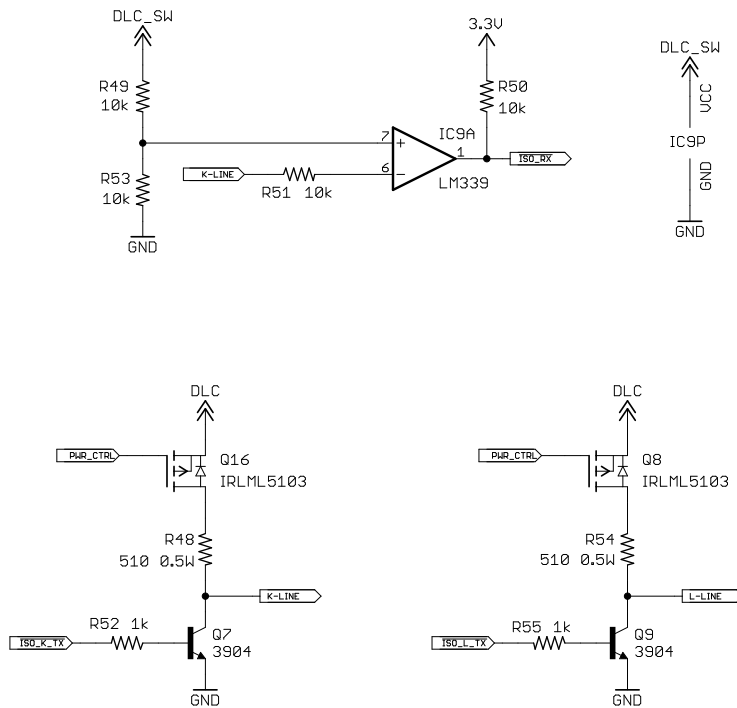 DLC_SW
R49
10k
R53
10k
GND
K-LINE
R51 10k
7
6
1
IC9A
LM339
3.3V
R50
10k
ISO_RX
DLC_SW
VCC
IC9P
GND
GND
DLC
PWR_CTRL
Q16
IRLML5103
R48
510 0.5W
K-LINE
ISO_K_TX
R52 1k
Q7
3904
GND
DLC
PWR_CTRL
Q8
IRLML5103
R54
510 0.5W
L-LINE
ISO_L_TX
R55 1k
Q9
3904
GND